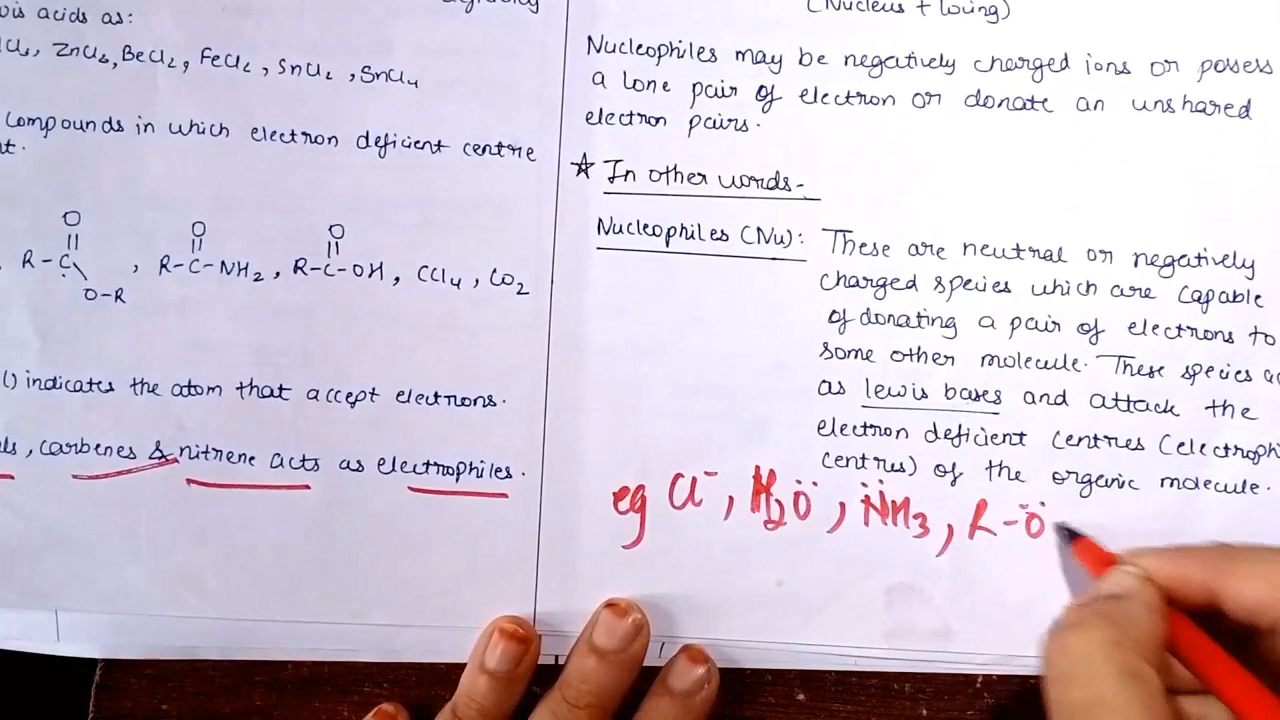 as:
acids
ZnCl₂, BeCl₂, FeCl₂, SnCl₂, SnCl₄
compounds in which electron deficient centre
O O O
|| || ||
R-C , R-C-NH₂, R-C-OH, CCl₄, CO₂
O-R
indicates the atom that accept electrons.
carbenes & nitrene acts as electrophiles.
(Nucleus + loving)
Nucleophiles may be negatively charged ions or possess
a lone pair of electron or donate an unshared
electron pairs.
☆ In other words-
Nucleophiles (Nu): These are neutral or negatively
charged species which are capable
of donating a pair of electrons to
some other molecule. These species
as lewis bases and attack the
electron deficient centres
centres) of the organic molecule.
eg Cl⁻, H₂Ö, N̈H₃, R-Ö